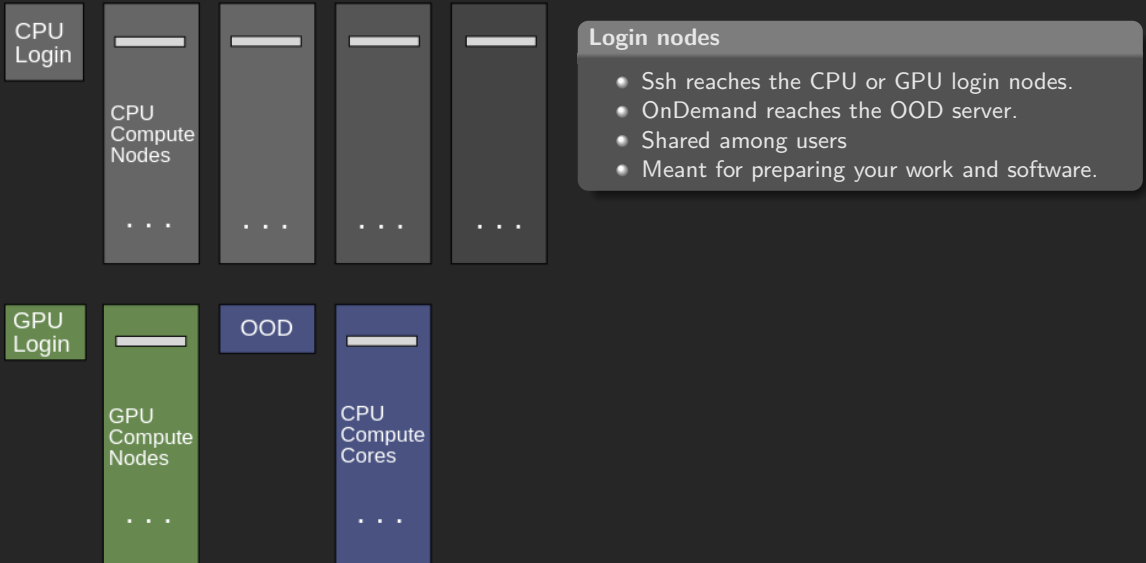 CPU
Login
CPU
Compute
Nodes
. . .
. . .
. . .
. . .
Login nodes
Ssh reaches the CPU or GPU login nodes.
OnDemand reaches the OOD server.
Shared among users
Meant for preparing your work and software.
GPU
Login
GPU
Compute
Nodes
. . .
OOD
CPU
Compute
Cores
. . .